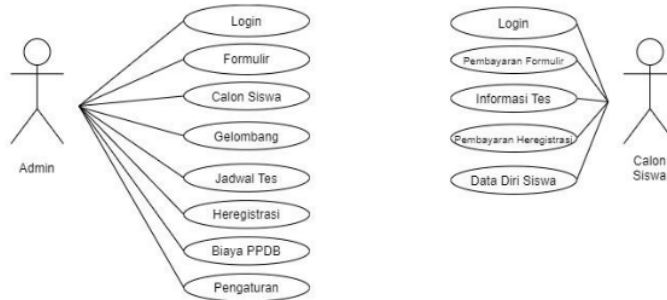 Login
Formulir
Calon Siswa
Gelombang
Jadwal Tes
Heregistrasi
Biaya PPDB
Pengaturan
Admin
Login
Pembayaran Formulir
Informasi Tes
Pembayaran Heregistrasi
Data Diri Siswa
Calon
Siswa